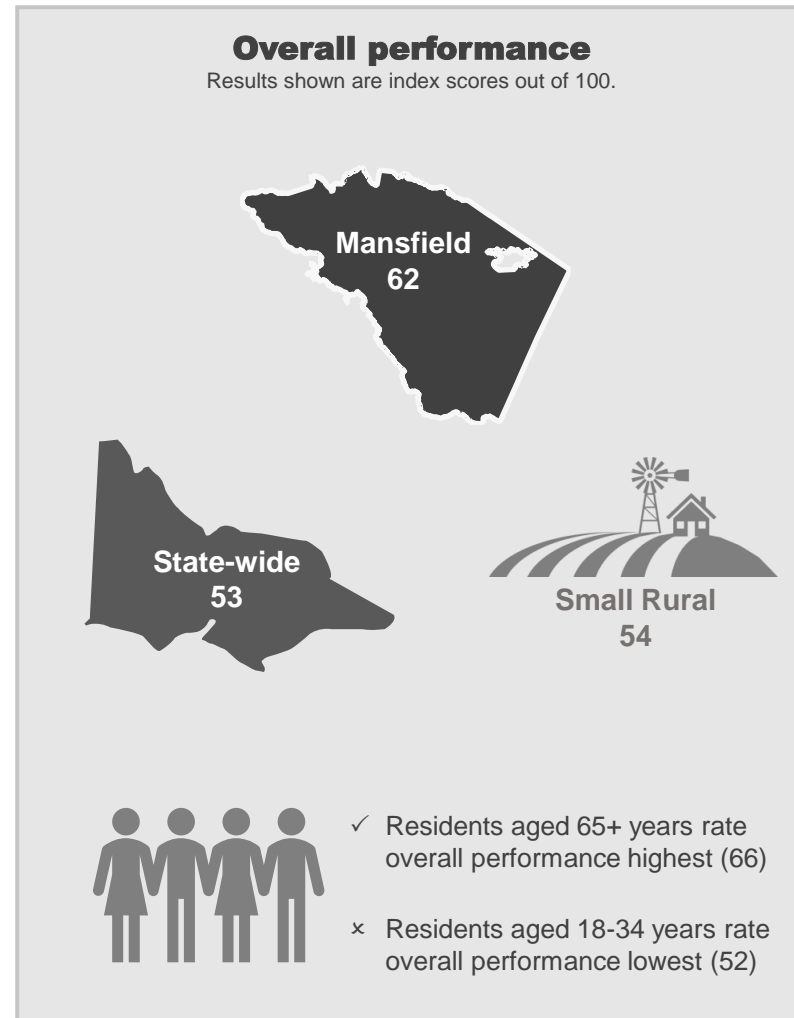 Overall performance
Results shown are index scores out of 100.
Mansfield
62
State-wide
53
Small Rural
54
✓ Residents aged 65+ years rate
overall performance highest (66)
× Residents aged 18-34 years rate
overall performance lowest (52)